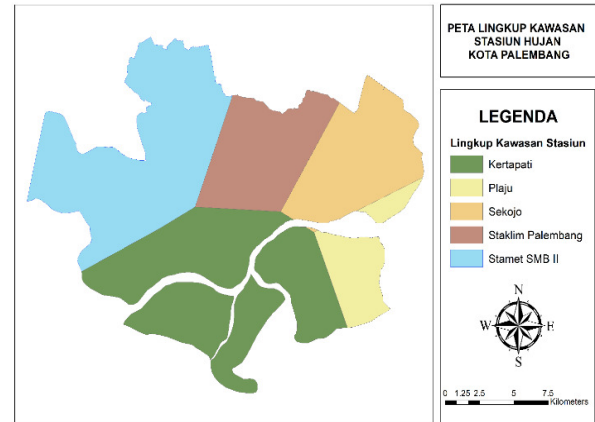 PETA LINGKUP KAWASAN
STASIUN HUJAN
KOTA PALEMBANG
LEGENDA
Lingkup Kawasan Stasiun
Kertapati
Plaju
Sekojo
Staklim Palembang
Stamet SMB II
N
W E
S
0 1.25 2.5 5 7.5
Kilometers